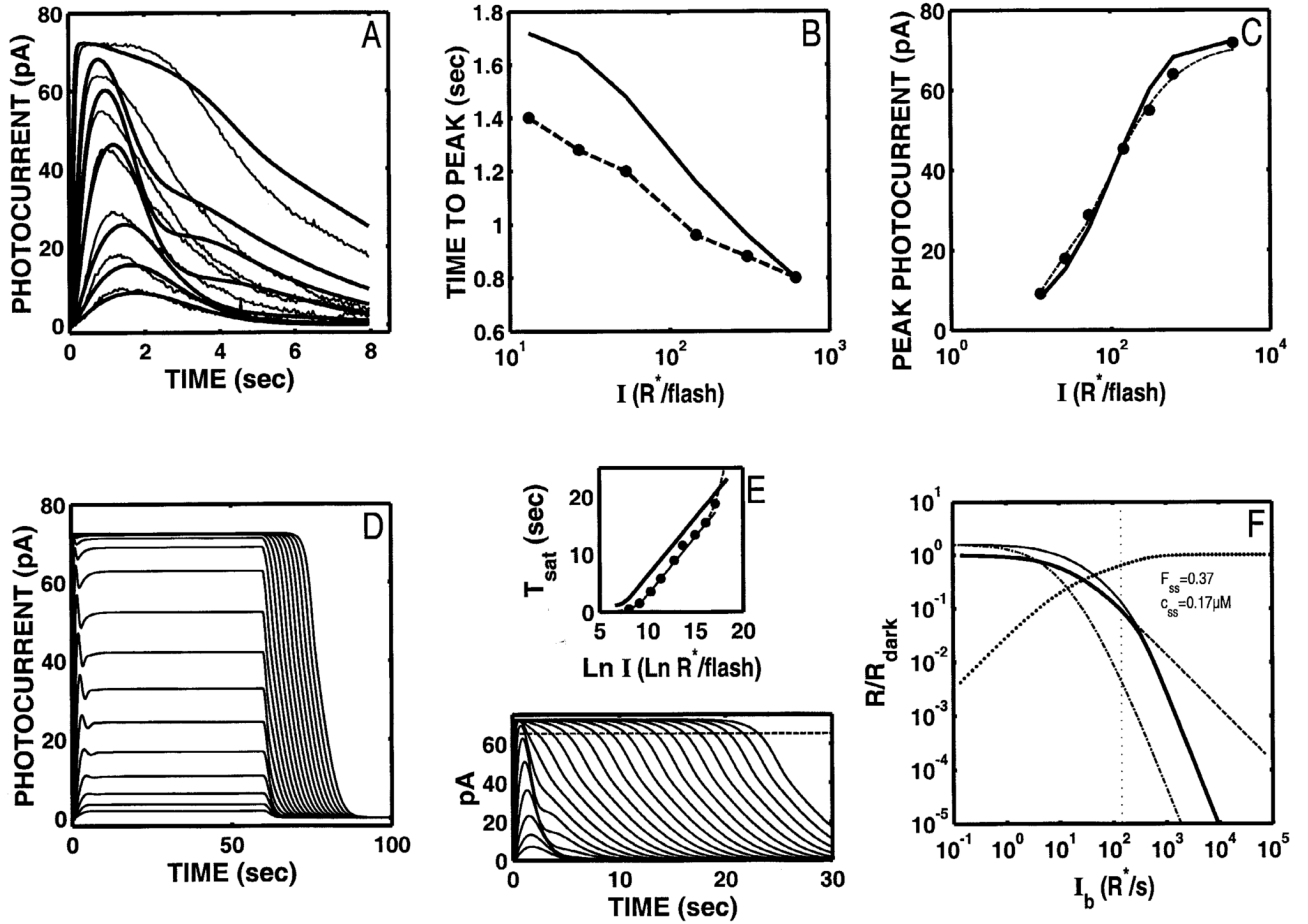 A
PHOTOCURRENT (pA)
80
60
40
20
0
0 2 4 6 8
TIME (sec)
B
TIME TO PEAK (sec)
1.8
1.6
1.4
1.2
1
0.8
0.6
10^1 10^2 10^3
I (R*/flash)
C
PEAK PHOTOCURRENT (pA)
80
60
40
20
0
10^0 10^2 10^4
I (R*/flash)
D
PHOTOCURRENT (pA)
80
60
40
20
0
0 50 100
TIME (sec)
E
T_sat (sec)
20
10
0
5 10 15 20
Ln I (Ln R*/flash)
pA
60
40
20
0
0 10 20 30
TIME (sec)
F
R/R_dark
10^1
10^0
10^-1
10^-2
10^-3
10^-4
10^-5
F_ss=0.37
c_ss=0.17µM
10^-1 10^0 10^1 10^2 10^3 10^4 10^5
I_b (R*/s)